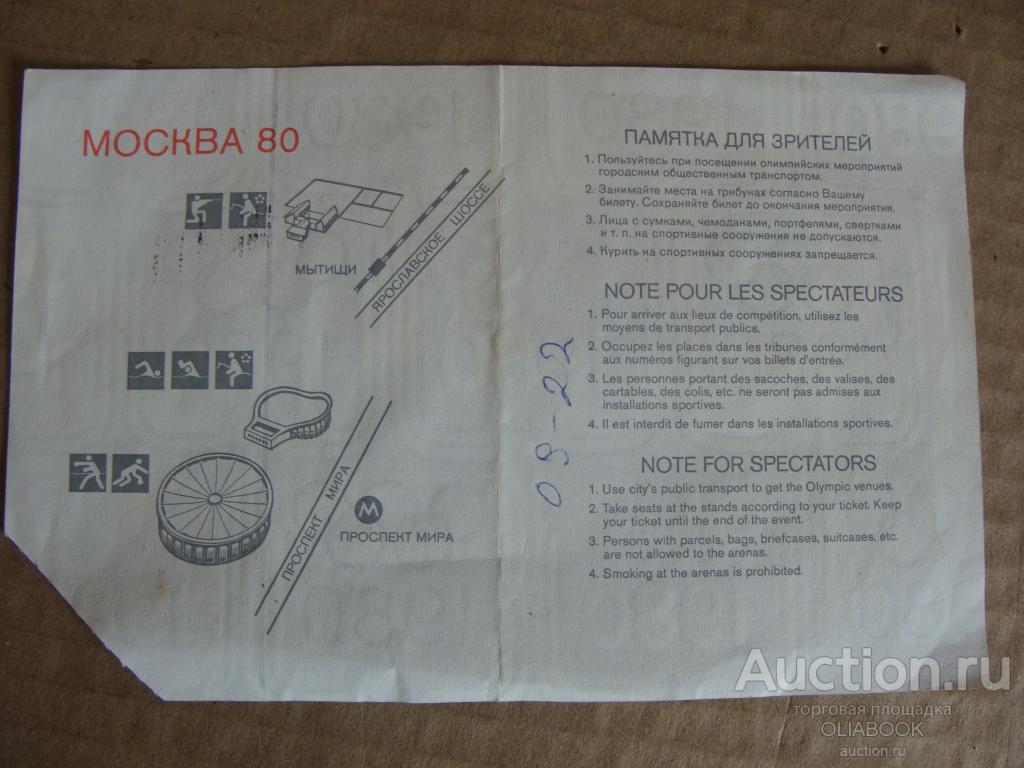 МОСКВА 80
МЫТИЩИ
ЯРОСЛАВСКОЕ ШОССЕ
ПРОСПЕКТ МИРА
М
ПРОСПЕКТ МИРА
ПАМЯТКА ДЛЯ ЗРИТЕЛЕЙ
1. Пользуйтесь при посещении олимпийских мероприятий
городским общественным транспортом.
2. Занимайте места на трибунах согласно Вашему
билету. Сохраняйте билет до окончания мероприятия.
3. Лица с сумками, чемоданами, портфелями, свертками
и т. п. на спортивные сооружения не допускаются.
4. Курить на спортивных сооружениях запрещается.
NOTE POUR LES SPECTATEURS
1. Pour arriver aux lieux de compétition, utilisez les
moyens de transport publics.
2. Occupez les places dans les tribunes conformément
aux numéros figurant sur vos billets d'entrée.
3. Les personnes portant des sacoches, des valises, des
cartables, des colis, etc. ne seront pas admises aux
installations sportives.
4. Il est interdit de fumer dans les installations sportives.
NOTE FOR SPECTATORS
1. Use city's public transport to get the Olympic venues.
2. Take seats at the stands according to your ticket. Keep
your ticket until the end of the event.
3. Persons with parcels, bags, briefcases, suitcases, etc.
are not allowed to the arenas.
4. Smoking at the arenas is prohibited.
09-22
Auction.ru
торговая площадка
OLIABOOK
auction.ru